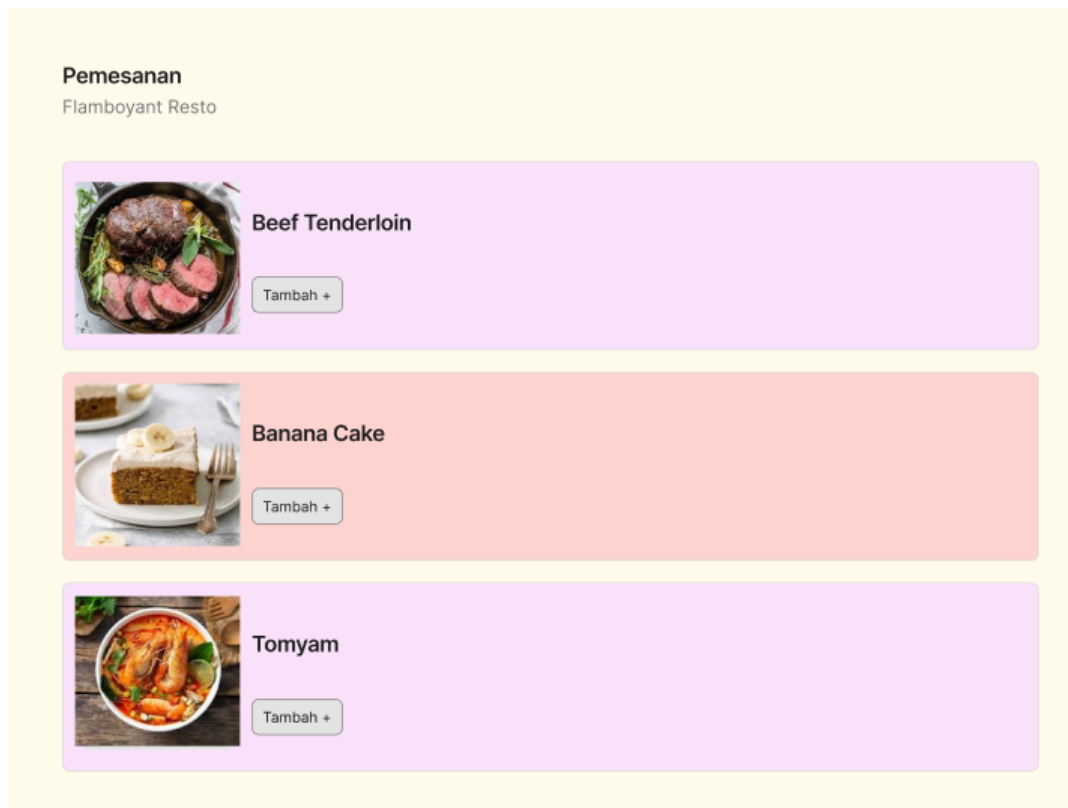 Pemesanan
Flamboyant Resto
Beef Tenderloin
Tambah +
Banana Cake
Tambah +
Tomyam
Tambah +